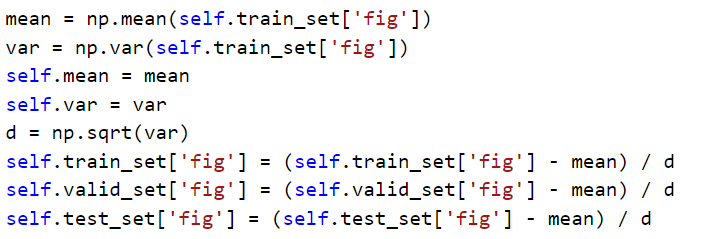 mean = np.mean(self.train_set['fig'])
var = np.var(self.train_set['fig'])
self.mean = mean
self.var = var
d = np.sqrt(var)
self.train_set['fig'] = (self.train_set['fig'] - mean) / d
self.valid_set['fig'] = (self.valid_set['fig'] - mean) / d
self.test_set['fig'] = (self.test_set['fig'] - mean) / d